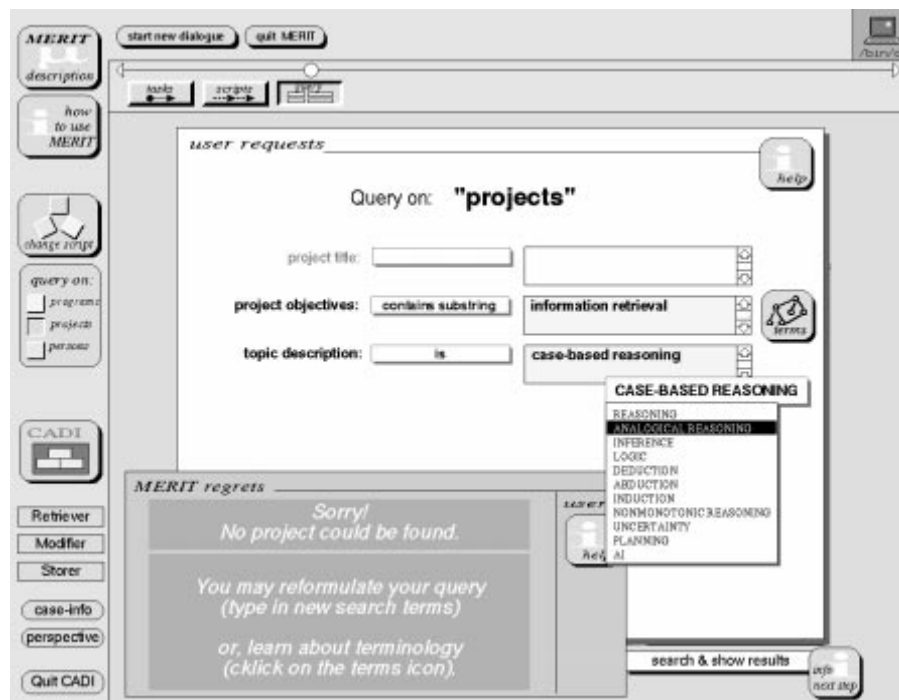 MERIT
description
start new dialogue
quit MERIT
how
to use
MERIT
tasks
scripts
user requests
help
Query on: "projects"
change script
project title:
query on:
programs
projects
persons
project objectives:
contains substring
information retrieval
terms
topic description:
is
case-based reasoning
CASE-BASED REASONING
REASONING
ANALOGICAL REASONING
INFERENCE
LOGIC
DEDUCTION
ABDUCTION
INDUCTION
NONMONOTONIC REASONING
UNCERTAINTY
PLANNING
AI
CADI
MERIT regrets
Sorry!
No project could be found.
You may reformulate your query
(type in new search terms)
or, learn about terminology
(cklick on the terms icon).
user
help
Retriever
Modifier
Storer
case-info
perspective
Quit CADI
search & show results
info
next step